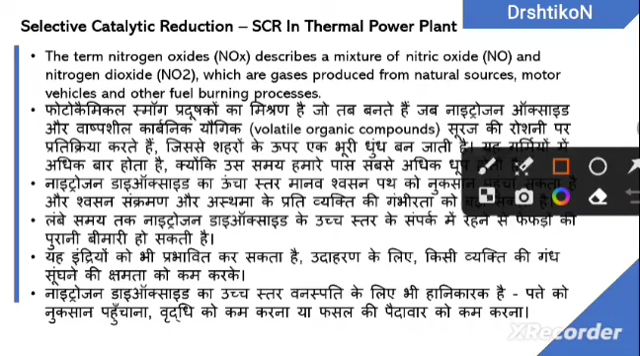 DrshtikoN
Selective Catalytic Reduction – SCR In Thermal Power Plant
• The term nitrogen oxides (NOx) describes a mixture of nitric oxide (NO) and
nitrogen dioxide (NO2), which are gases produced from natural sources, motor
vehicles and other fuel burning processes.
• फोटोकैमिकल स्मॉग प्रदूषकों का मिश्रण है जो तब बनते हैं जब नाइट्रोजन ऑक्साइड
और वाष्पशील कार्बनिक यौगिक (volatile organic compounds) सूरज की रोशनी पर
प्रतिक्रिया करते हैं, जिससे शहरों के ऊपर एक भूरी धुंध बन जाती है। यह गर्मियों में
अधिक बार होता है, क्योंकि उस समय हमारे पास सबसे अधिक धूप होती है।
• नाइट्रोजन डाइऑक्साइड का ऊंचा स्तर मानव श्वसन पथ को नुकसान पहुंचा सकता है
और श्वसन संक्रमण और अस्थमा के प्रति व्यक्ति की गंभीरता को बढ़ा सकता है।
• लंबे समय तक नाइट्रोजन डाइऑक्साइड के उच्च स्तर के संपर्क में रहने से फेफड़ों की
पुरानी बीमारी हो सकती है।
• यह इंद्रियों को भी प्रभावित कर सकता है, उदाहरण के लिए, किसी व्यक्ति की गंध
सूंघने की क्षमता को कम करके।
• नाइट्रोजन डाइऑक्साइड का उच्च स्तर वनस्पति के लिए भी हानिकारक है - पत्ते को
नुकसान पहुँचाना, वृद्धि को कम करना या फसल की पैदावार को कम करना।
XRecorder